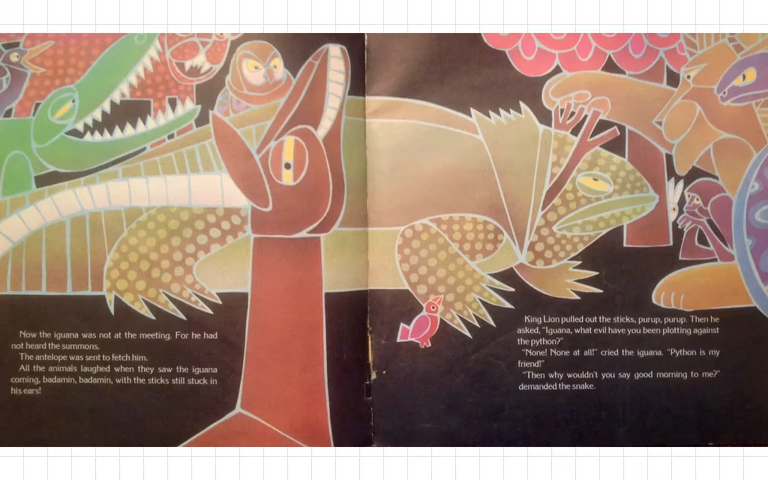 Now the iguana was not at the meeting. For he had
not heard the summons.
The antelope was sent to fetch him.
All the animals laughed when they saw the iguana
coming, badamin, badamin, with the sticks still stuck in
his ears!
King Lion pulled out the sticks, purup, purup. Then he
asked, "Iguana, what evil have you been plotting against
the python?"
"None! None at all!" cried the iguana. "Python is my
friend!"
"Then why wouldn't you say good morning to me?"
demanded the snake.